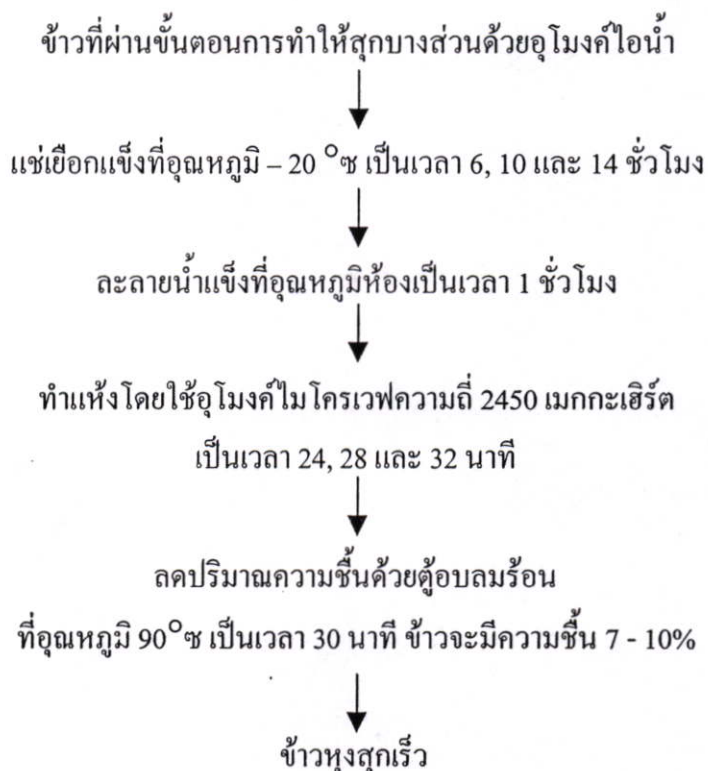 ข้าวที่ผ่านขั้นตอนการทำให้สุกบางส่วนด้วยอุโมงค์ไอน้ำ
แช่เยือกแข็งที่อุณหภูมิ – 20 °ซ เป็นเวลา 6, 10 และ 14 ชั่วโมง
ละลายน้ำแข็งที่อุณหภูมิห้องเป็นเวลา 1 ชั่วโมง
ทำแห้งโดยใช้อุโมงค์ไมโครเวฟความถี่ 2450 เมกกะเฮิร์ต
เป็นเวลา 24, 28 และ 32 นาที
ลดปริมาณความชื้นด้วยตู้อบลมร้อน
ที่อุณหภูมิ 90°ซ เป็นเวลา 30 นาที ข้าวจะมีความชื้น 7 - 10%
ข้าวหุงสุกเร็ว